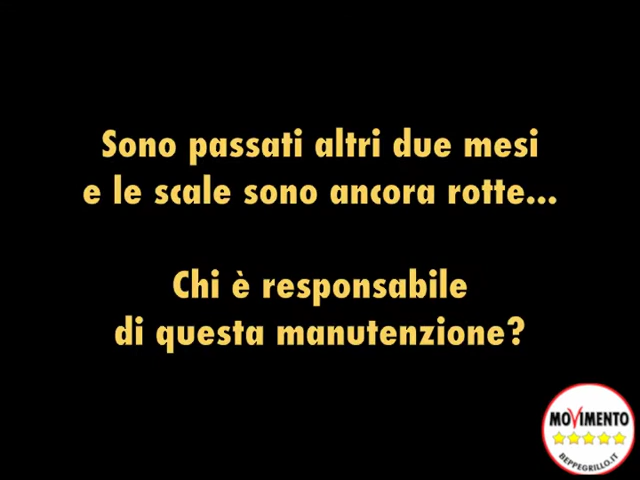 Sono passati altri due mesi
e le scale sono ancora rotte...
Chi è responsabile
di questa manutenzione?
MOVIMENTO
BEPPEGRILLO.IT